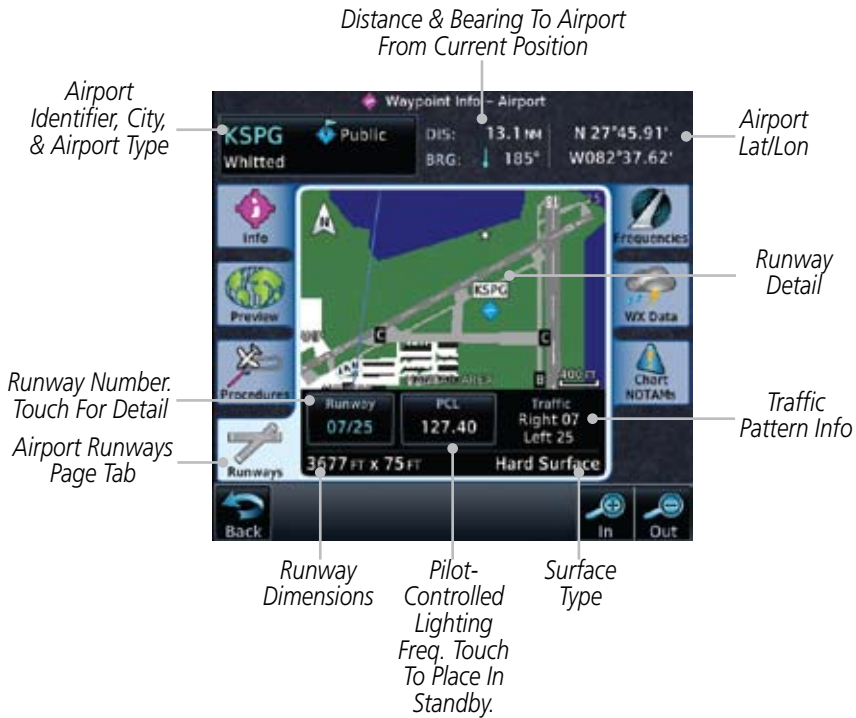 Distance & Bearing To Airport
From Current Position
Airport
Identifier, City,
& Airport Type
Airport
Lat/Lon
Waypoint Info – Airport
KSPG Public
Whitted
DIS: 13.1 NM
BRG: 185°
N 27°45.91'
W082°37.62'
Info
Preview
Procedures
Runways
N
KSPG
C
C
B
400 FT
Frequencies
WX Data
Chart
NOTAMs
Runway
Detail
Runway Number.
Touch For Detail
Airport Runways
Page Tab
Runway
07/25
PCL
127.40
Traffic
Right 07
Left 25
Traffic
Pattern Info
3677 FT X 75 FT
Hard Surface
Back
In
Out
Runway
Dimensions
Pilot-
Controlled
Lighting
Freq. Touch
To Place In
Standby.
Surface
Type